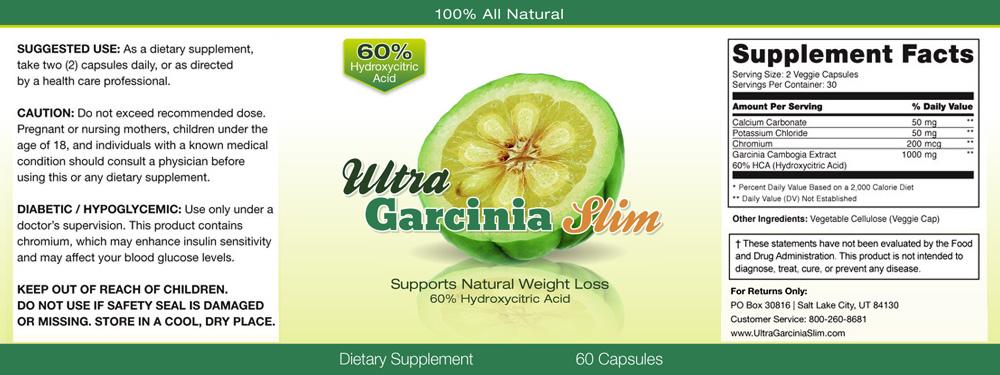 100% All Natural
SUGGESTED USE: As a dietary supplement,
take two (2) capsules daily, or as directed
by a health care professional.
CAUTION: Do not exceed recommended dose.
Pregnant or nursing mothers, children under the
age of 18, and individuals with a known medical
condition should consult a physician before
using this or any dietary supplement.
DIABETIC / HYPOGLYCEMIC: Use only under a
doctor's supervision. This product contains
chromium, which may enhance insulin sensitivity
and may affect your blood glucose levels.
KEEP OUT OF REACH OF CHILDREN.
DO NOT USE IF SAFETY SEAL IS DAMAGED
OR MISSING. STORE IN A COOL, DRY PLACE.
60%
Hydroxycitric
Acid
Ultra
Garcinia Slim
Supports Natural Weight Loss
60% Hydroxycitric Acid
Supplement Facts
Serving Size: 2 Veggie Capsules
Servings Per Container: 30
Amount Per Serving % Daily Value
Calcium Carbonate 50 mg **
Potassium Chloride 50 mg **
Chromium 200 mcg **
Garcinia Cambogia Extract 1000 mg **
60% HCA (Hydroxycitric Acid)
* Percent Daily Value Based on a 2,000 Calorie Diet
** Daily Value (DV) Not Established
Other Ingredients: Vegetable Cellulose (Veggie Cap)
† These statements have not been evaluated by the Food
and Drug Administration. This product is not intended to
diagnose, treat, cure, or prevent any disease.
For Returns Only:
PO Box 30816 | Salt Lake City, UT 84130
Customer Service: 800-260-8681
www.UltraGarciniaSlim.com
Dietary Supplement 60 Capsules